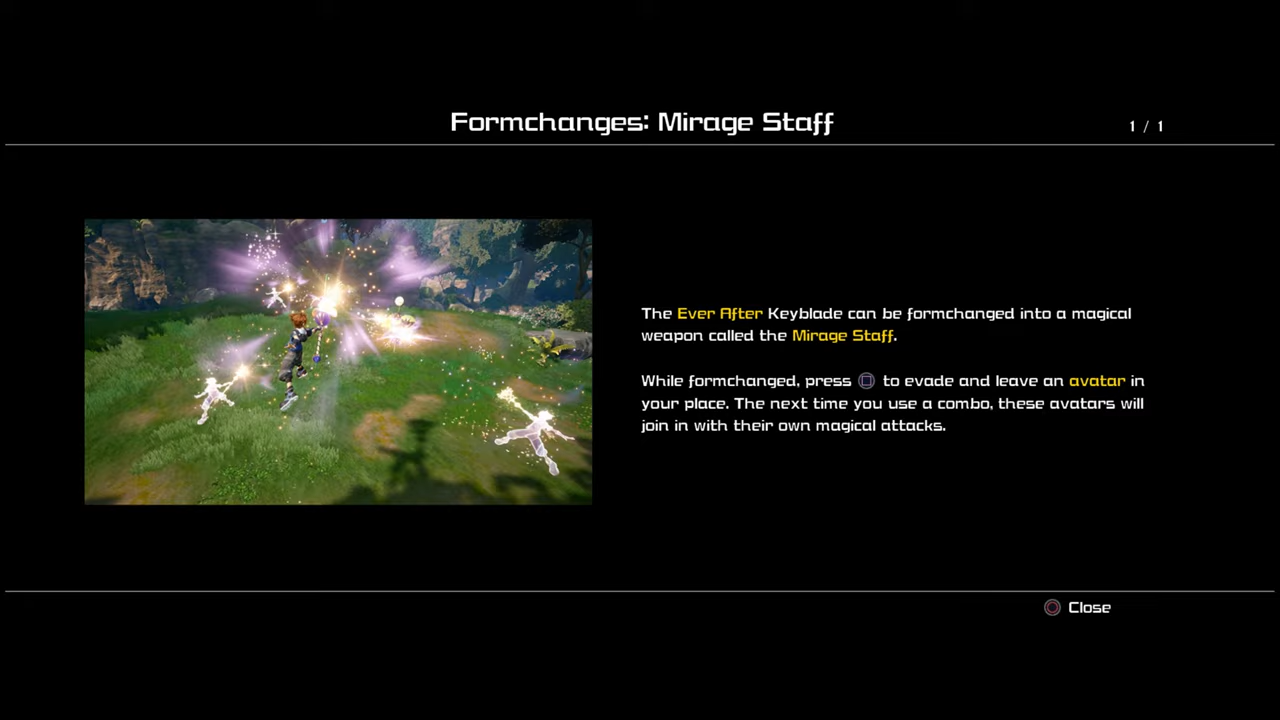 Formchanges: Mirage Staff
1 / 1
The Ever After Keyblade can be formchanged into a magical
weapon called the Mirage Staff.
While formchanged, press to evade and leave an avatar in
your place. The next time you use a combo, these avatars will
join in with their own magical attacks.
Close